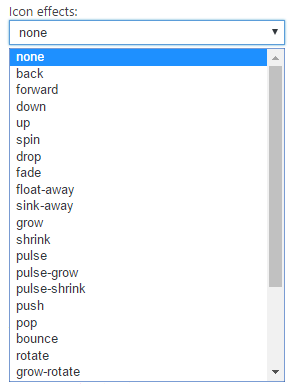 Icon effects:
none
none
back
forward
down
up
spin
drop
fade
float-away
sink-away
grow
shrink
pulse
pulse-grow
pulse-shrink
push
pop
bounce
rotate
grow-rotate